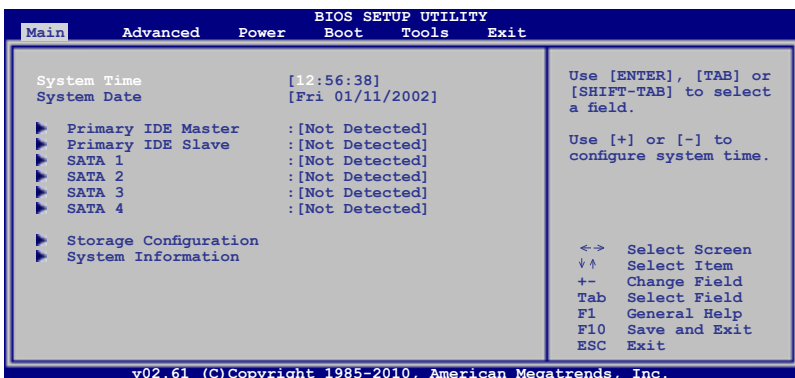 BIOS SETUP UTILITY
Main Advanced Power Boot Tools Exit
System Time [12:56:38]
System Date [Fri 01/11/2002]
Primary IDE Master :[Not Detected]
Primary IDE Slave :[Not Detected]
SATA 1 :[Not Detected]
SATA 2 :[Not Detected]
SATA 3 :[Not Detected]
SATA 4 :[Not Detected]
Storage Configuration
System Information
Use [ENTER], [TAB] or
[SHIFT-TAB] to select
a field.
Use [+] or [-] to
configure system time.
←→ Select Screen
↓↑ Select Item
+- Change Field
Tab Select Field
F1 General Help
F10 Save and Exit
ESC Exit
v02.61 (C)Copyright 1985-2010, American Megatrends, Inc.